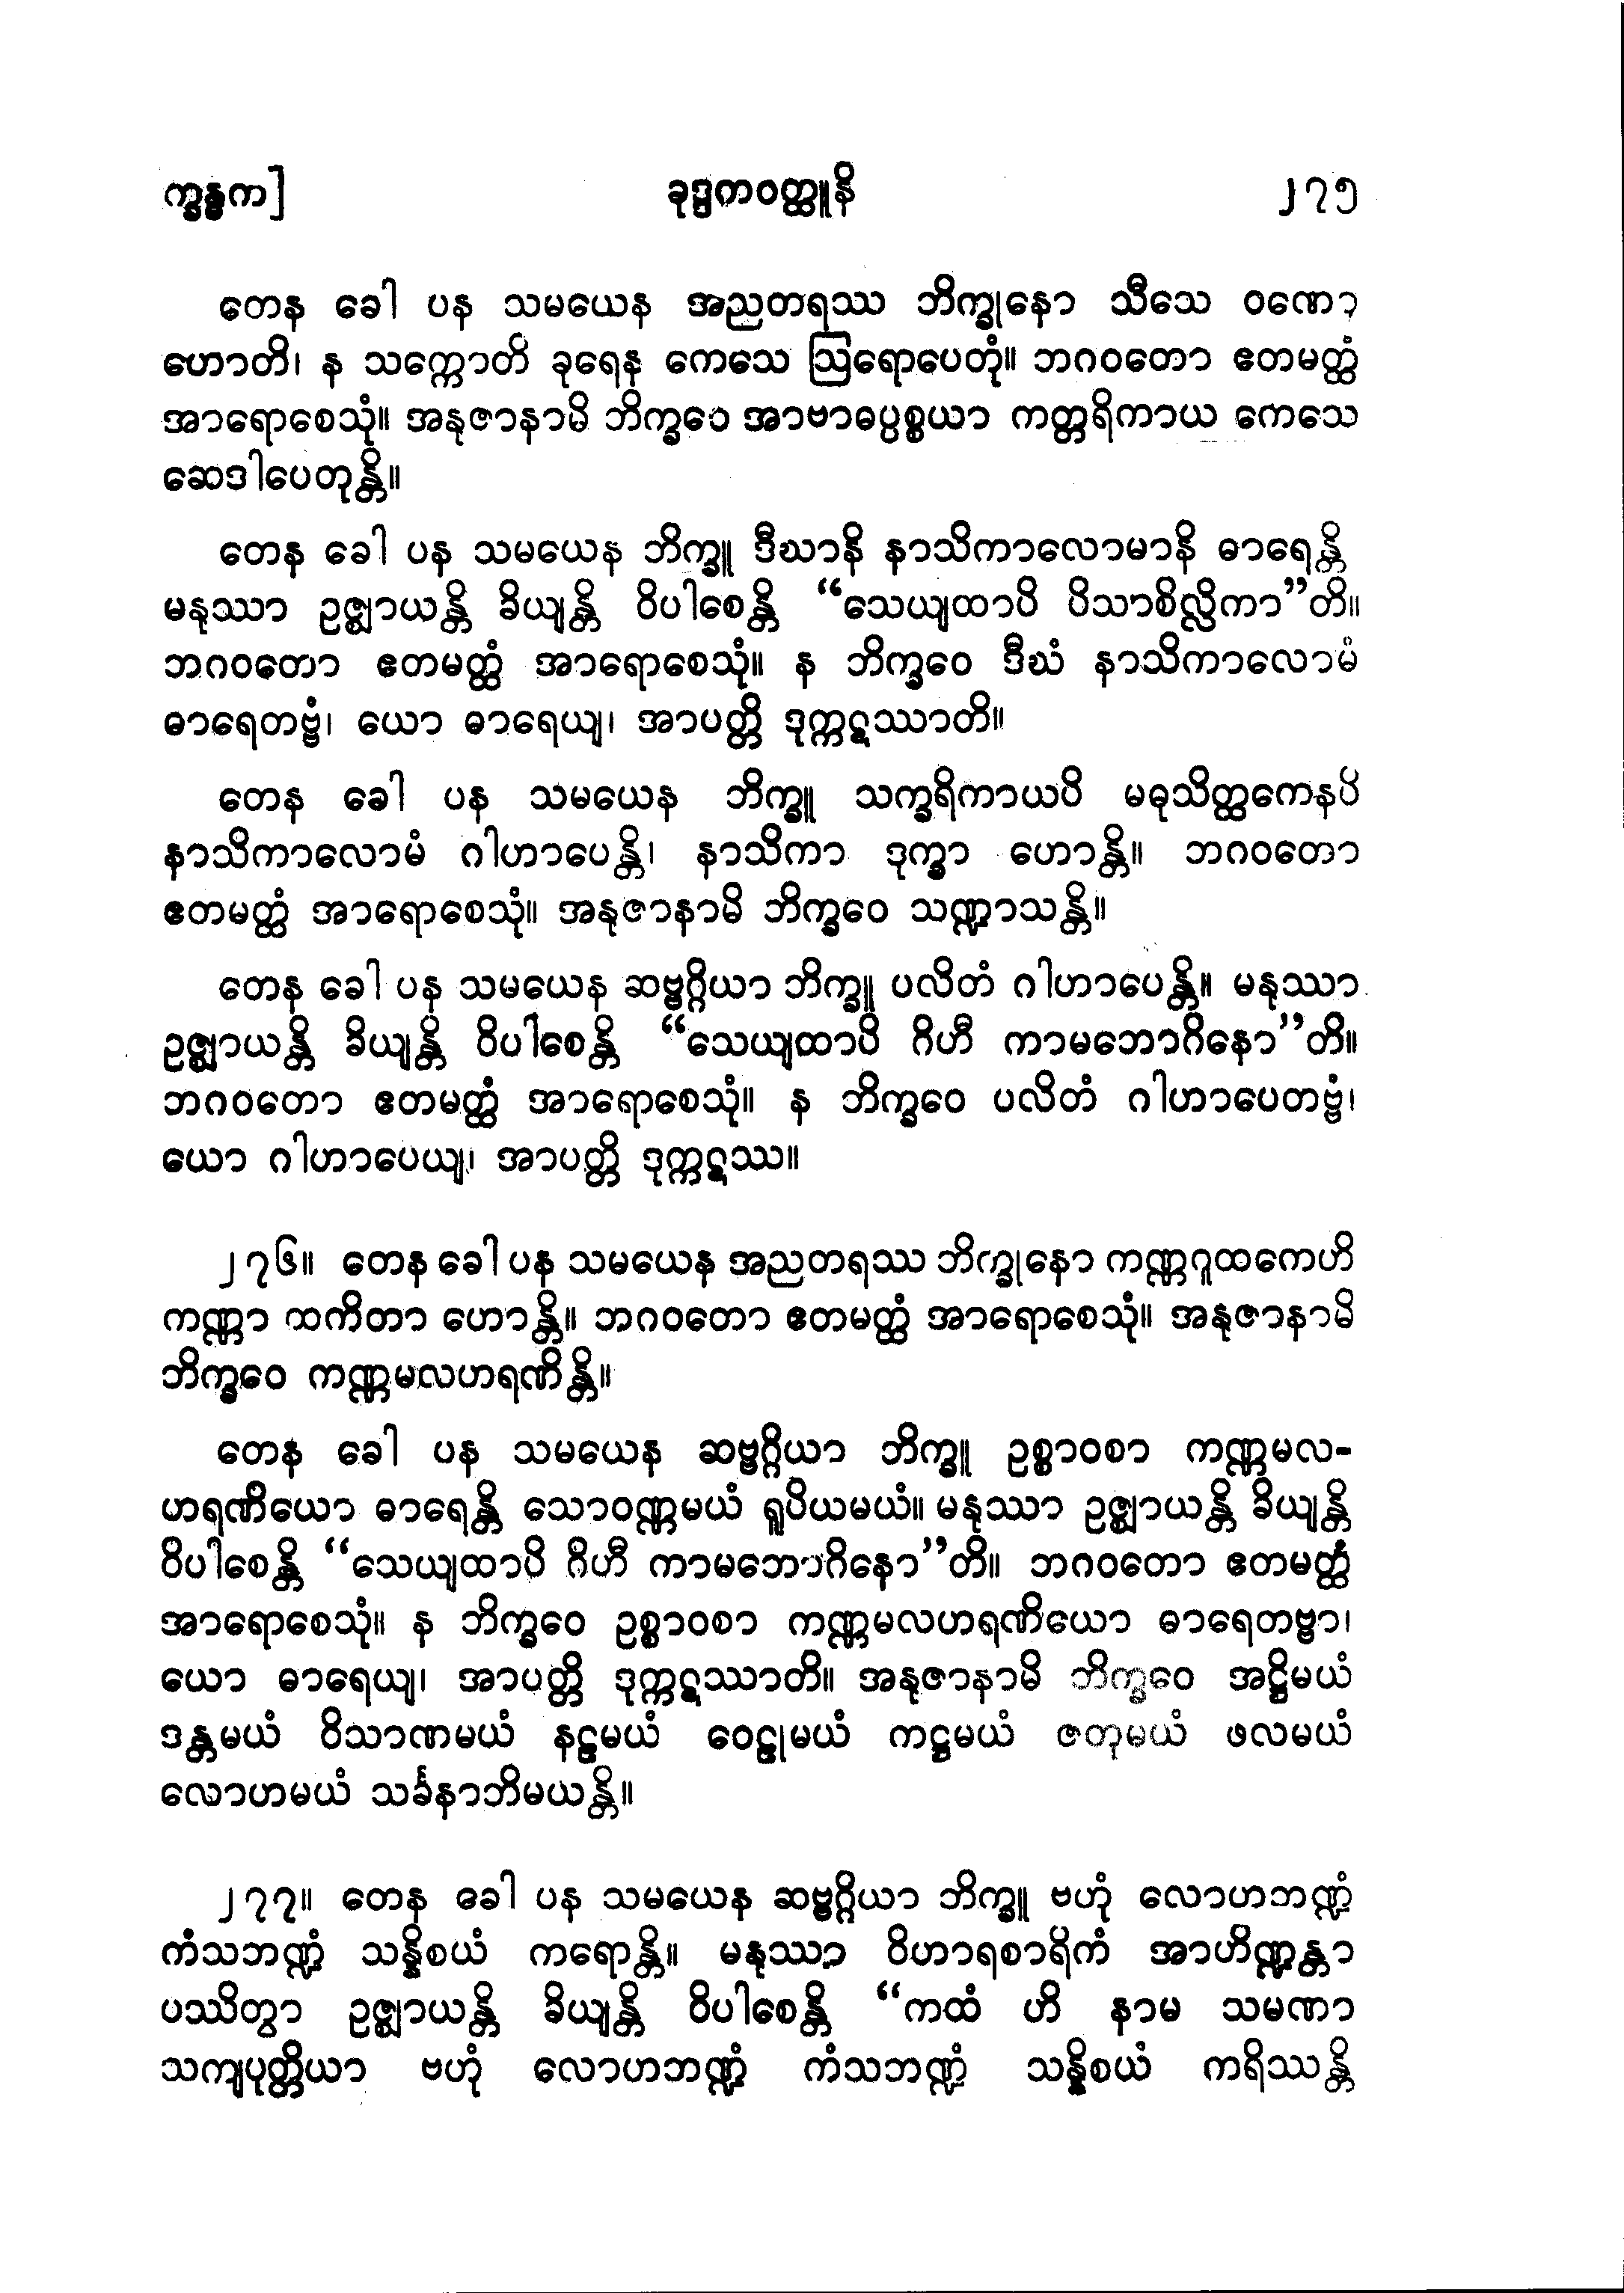 က္ခန္ဓက] ခုဒ္ဒကဝတ္ထူနိ ၂၇၅
တေန ခေါ ပန သမယေန အညတရဿ ဘိက္ခုနော သီသေ ဝဏော
ဟောတိ၊ န သက္ကောတိ ခုရေန ကေသေ ဩရောပေတုံ။ ဘဂဝတော ဧတမတ္ထံ
အာရောစေသုံ။ အနုဇာနာမိ ဘိက္ခဝေ အာဗာဓပ္ပစ္စယာ ကတ္တရိကာယ ကေသေ
ဆေဒါပေတုန္တိ။
တေန ခေါ ပန သမယေန ဘိက္ခူ ဒီဃာနိ နာသိကာလောမာနိ ဓာရေန္တိ
မနုဿာ ဥဇ္ဈာယန္တိ ခိယျန္တိ ဝိပါစေန္တိ “သေယျထာပိ ပိသာစိလ္လိကာ”တိ။
ဘဂဝတော ဧတမတ္ထံ အာရောစေသုံ။ န ဘိက္ခဝေ ဒီဃံ နာသိကာလောမံ
ဓာရေတဗ္ဗံ၊ ယော ဓာရေယျ၊ အာပတ္တိ ဒုက္ကဋဿာတိ။
တေန ခေါ ပန သမယေန ဘိက္ခူ သက္ခရိကာယပိ မဓုသိတ္ထကေနပိ
နာသိကာလောမံ ဂါဟာပေန္တိ၊ နာသိကာ ဒုက္ခာ ဟောန္တိ။ ဘဂဝတော
ဧတမတ္ထံ အာရောစေသုံ။ အနုဇာနာမိ ဘိက္ခဝေ သဏ္ဍာသန္တိ။
တေန ခေါ ပန သမယေန ဆဗ္ဗဂ္ဂိယာ ဘိက္ခူ ပလိတံ ဂါဟာပေန္တိ။ မနုဿာ
ဥဇ္ဈာယန္တိ ခိယျန္တိ ဝိပါစေန္တိ “သေယျထာပိ ဂိဟီ ကာမဘောဂိနော”တိ။
ဘဂဝတော ဧတမတ္ထံ အာရောစေသုံ။ န ဘိက္ခဝေ ပလိတံ ဂါဟာပေတဗ္ဗံ၊
ယော ဂါဟာပေယျ၊ အာပတ္တိ ဒုက္ကဋဿ။
၂၇၆။ တေန ခေါ ပန သမယေန အညတရဿ ဘိက္ခုနော ကဏ္ဏဂူထကေဟိ
ကဏ္ဏာ ထကိတာ ဟောန္တိ။ ဘဂဝတော ဧတမတ္ထံ အာရောစေသုံ။ အနုဇာနာမိ
ဘိက္ခဝေ ကဏ္ဏမလဟရဏိန္တိ။
တေန ခေါ ပန သမယေန ဆဗ္ဗဂ္ဂိယာ ဘိက္ခူ ဥစ္စာဝစာ ကဏ္ဏမလ-
ဟရဏိယော ဓာရေန္တိ သောဝဏ္ဏမယံ ရူပိယမယံ။ မနုဿာ ဥဇ္ဈာယန္တိ ခိယျန္တိ
ဝိပါစေန္တိ “သေယျထာပိ ဂိဟီ ကာမဘောဂိနော”တိ။ ဘဂဝတော ဧတမတ္ထံ
အာရောစေသုံ။ န ဘိက္ခဝေ ဥစ္စာဝစာ ကဏ္ဏမလဟရဏိယော ဓာရေတဗ္ဗာ၊
ယော ဓာရေယျ၊ အာပတ္တိ ဒုက္ကဋဿာတိ။ အနုဇာနာမိ ဘိက္ခဝေ အဋ္ဌိမယံ
ဒန္တမယံ ဝိသာဏမယံ နဠမယံ ဝေဠုမယံ ကဋ္ဌမယံ ဇတုမယံ ဖလမယံ
လောဟမယံ သင်္ခနာဘိမယန္တိ။
၂၇၇။ တေန ခေါ ပန သမယေန ဆဗ္ဗဂ္ဂိယာ ဘိက္ခူ ဗဟုံ လောဟဘဏ္ဍံ
ကံသဘဏ္ဍံ သန္နိစယံ ကရောန္တိ။ မနုဿာ ဝိဟာရစာရိကံ အာဟိဏ္ဍန္တာ
ပဿိတွာ ဥဇ္ဈာယန္တိ ခိယျန္တိ ဝိပါစေန္တိ “ကထံ ဟိ နာမ သမဏာ
သကျပုတ္တိယာ ဗဟုံ လောဟဘဏ္ဍံ ကံသဘဏ္ဍံ သန္နိစယံ ကရိဿန္တိ